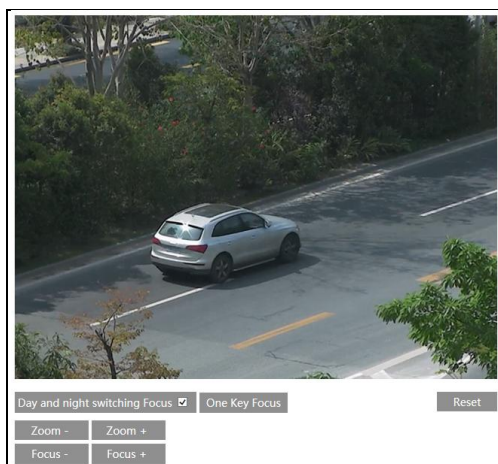 Day and night switching Focus One Key Focus Reset
Zoom - Zoom +
Focus - Focus +